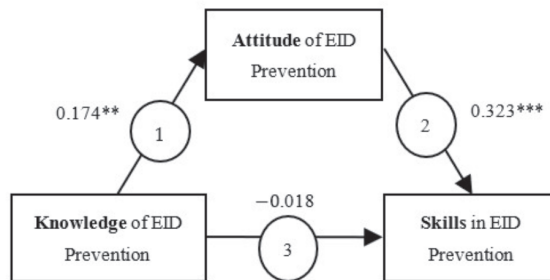 Attitude of EID
Prevention
0.174**
1
2
0.323***
−0.018
Knowledge of EID
Prevention
3
Skills in EID
Prevention